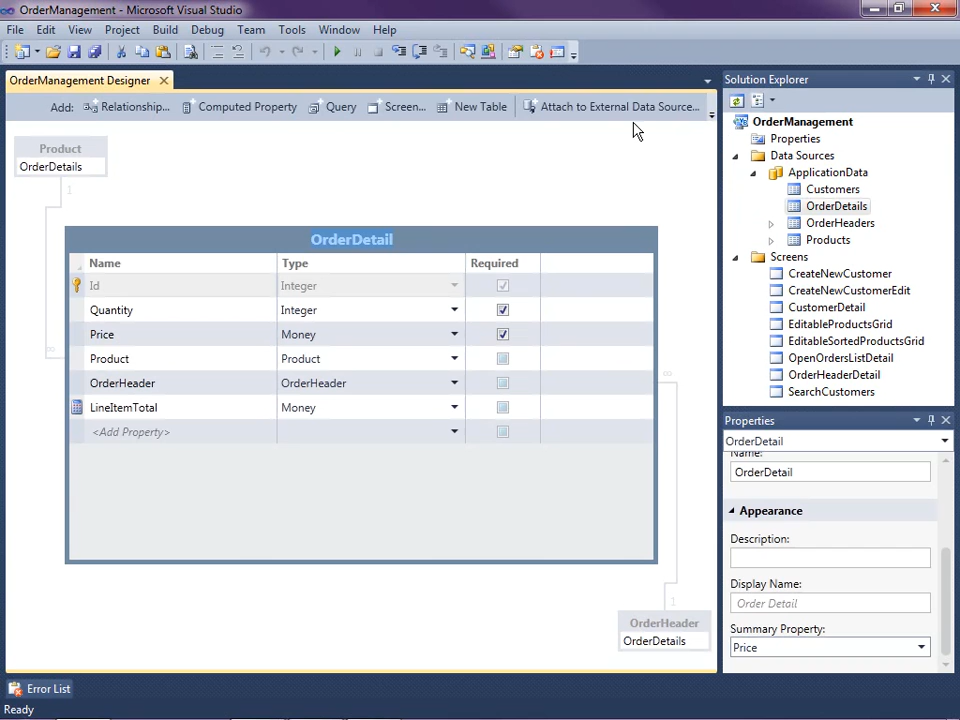 OrderManagement - Microsoft Visual Studio
File Edit View Project Build Debug Team Tools Window Help
OrderManagement Designer
Add: Relationship... Computed Property Query Screen... New Table Attach to External Data Source...
Product
OrderDetails
1
∞
OrderDetail
Name Type Required
Id Integer
Quantity Integer
Price Money
Product Product
OrderHeader OrderHeader
LineItemTotal Money
<Add Property>
∞
1
OrderHeader
OrderDetails
Solution Explorer
OrderManagement
Properties
Data Sources
ApplicationData
Customers
OrderDetails
OrderHeaders
Products
Screens
CreateNewCustomer
CreateNewCustomerEdit
CustomerDetail
EditableProductsGrid
EditableSortedProductsGrid
OpenOrdersListDetail
OrderHeaderDetail
SearchCustomers
Properties
OrderDetail
Name:
OrderDetail
Appearance
Description:
Display Name:
Order Detail
Summary Property:
Price
Error List
Ready